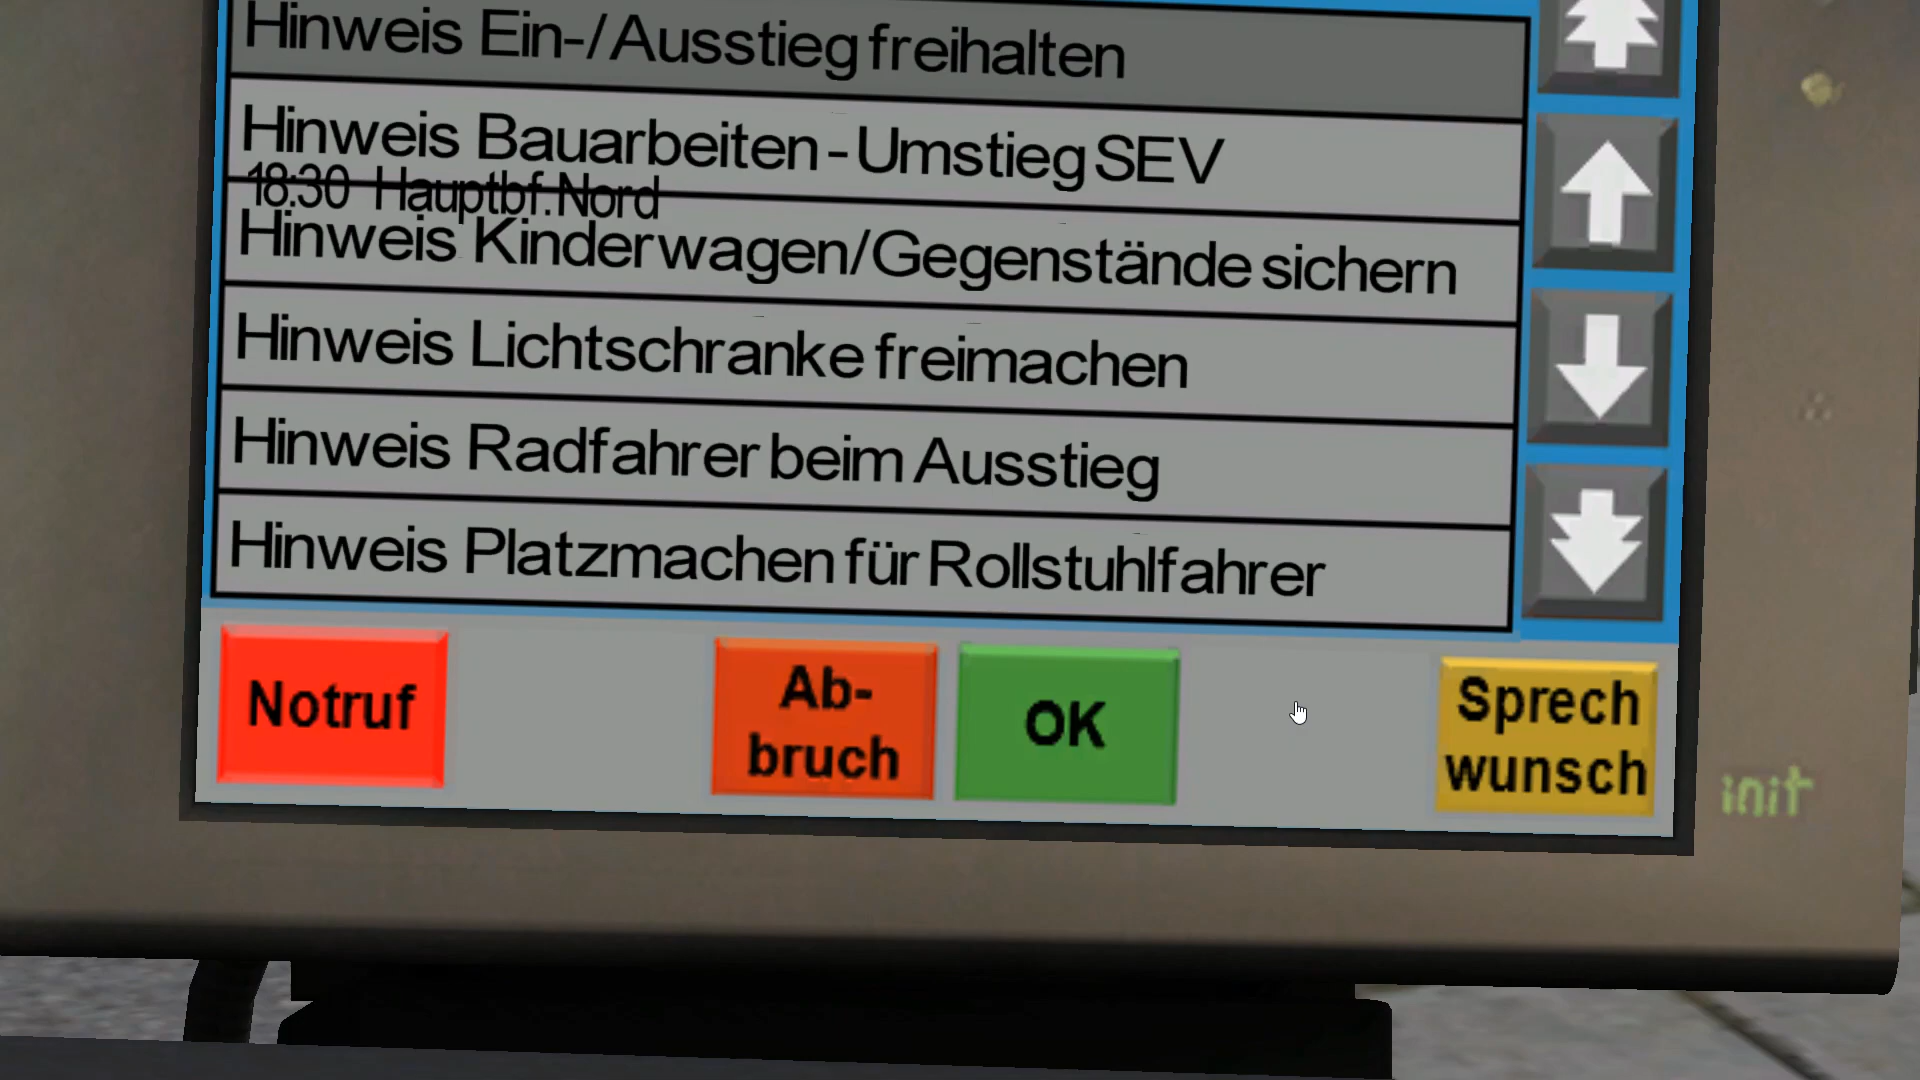 Hinweis Ein-/Ausstieg freihalten
Hinweis Bauarbeiten - Umstieg SEV
18:30 Hauptbf.Nord
Hinweis Kinderwagen/Gegenstände sichern
Hinweis Lichtschranke freimachen
Hinweis Radfahrer beim Ausstieg
Hinweis Platzmachen für Rollstuhlfahrer
Notruf
Ab-
bruch
OK
Sprech
wunsch
init